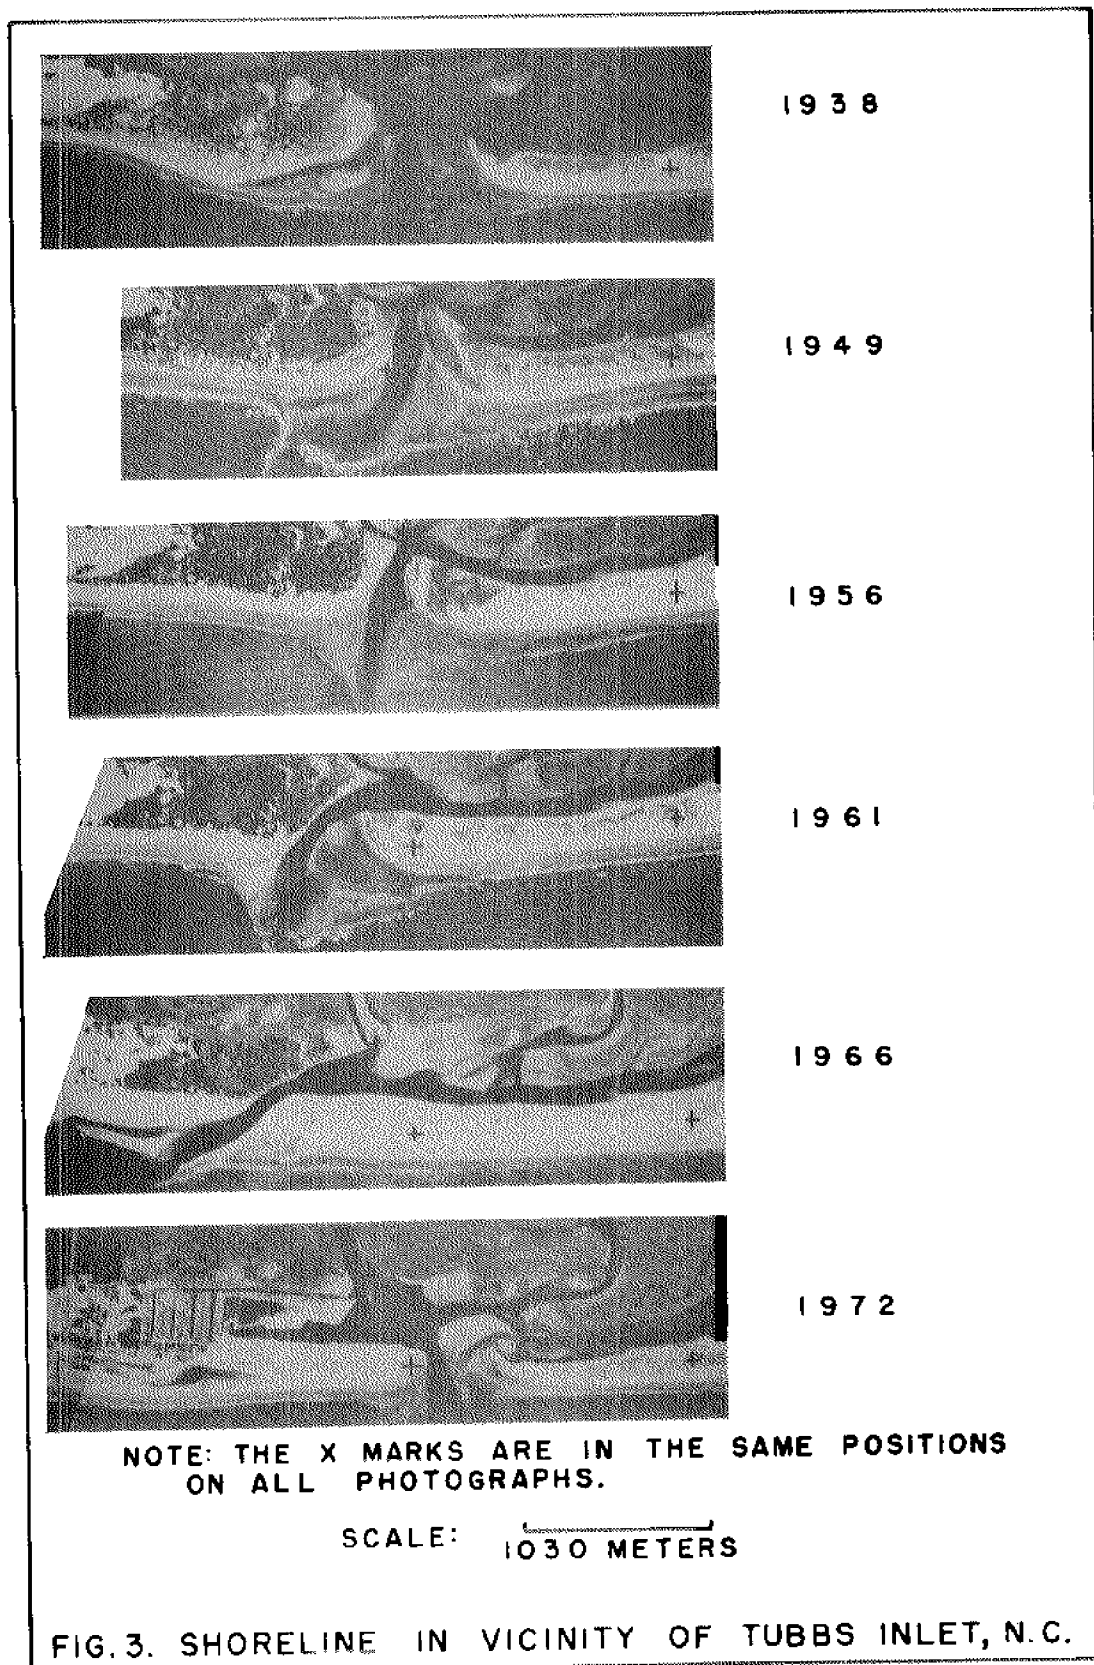 1938
1949
1956
1961
1966
1972
NOTE: THE X MARKS ARE IN THE SAME POSITIONS
ON ALL PHOTOGRAPHS.
SCALE:
1030 METERS
FIG. 3. SHORELINE IN VICINITY OF TUBBS INLET, N.C.